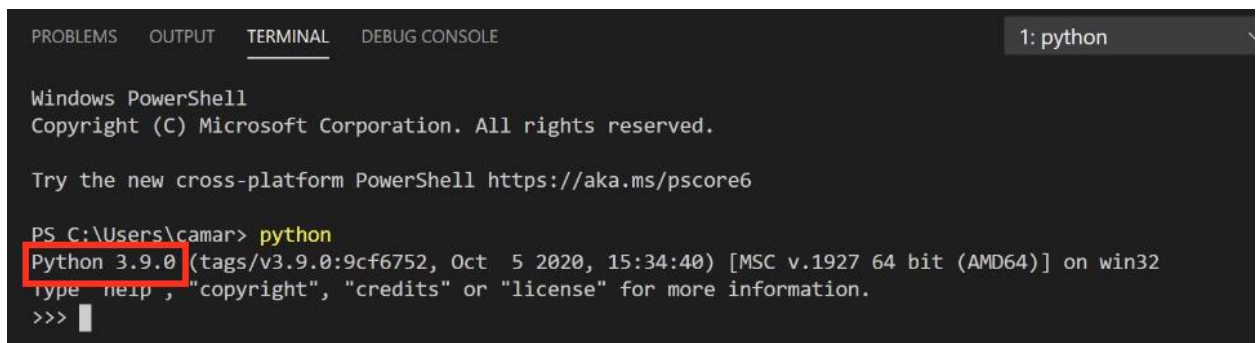 PROBLEMS OUTPUT TERMINAL DEBUG CONSOLE 1: python
Windows PowerShell
Copyright (C) Microsoft Corporation. All rights reserved.
Try the new cross-platform PowerShell https://aka.ms/pscore6
PS C:\Users\camar> python
Python 3.9.0 (tags/v3.9.0:9cf6752, Oct  5 2020, 15:34:40) [MSC v.1927 64 bit (AMD64)] on win32
Type "help", "copyright", "credits" or "license" for more information.
>>>